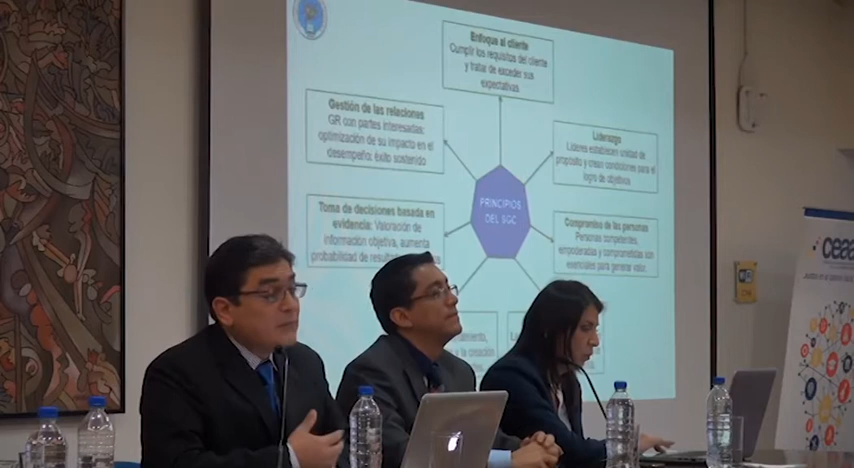 Enfoque al cliente
Cumplir los requisitos del cliente
y tratar de exceder sus
expectativas
Gestión de las relaciones
GR con partes interesadas:
optimización de su impacto en el
desempeño: éxito sostenido
Liderazgo
Líderes establecen unidad de
propósito y crean condiciones para el
logro de objetivos
PRINCIPIOS
DEL SGC
Toma de decisiones basada en
evidencia: Valoración de
información objetiva, aumenta
probabilidad de
Compromiso de las personas
Personas competentes,
empoderadas y comprometidas son
esenciales para generar valor.
a la creación